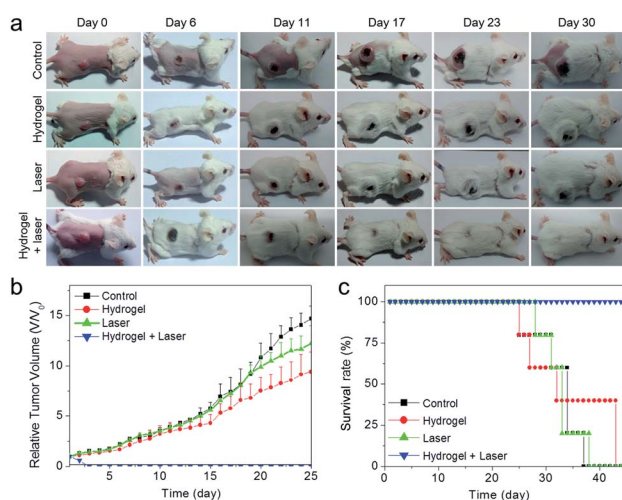 a
Day 0 Day 6 Day 11 Day 17 Day 23 Day 30
Control
Hydrogel
Laser
Hydrogel
+ laser
b
Relative Tumor Volume (V/V0)
15
10
5
0
Control
Hydrogel
Laser
Hydrogel + Laser
0 5 10 15 20 25
Time (day)
c
Survival rate (%)
100
75
50
25
0
Control
Hydrogel
Laser
Hydrogel + Laser
0 10 20 30 40
Time (day)